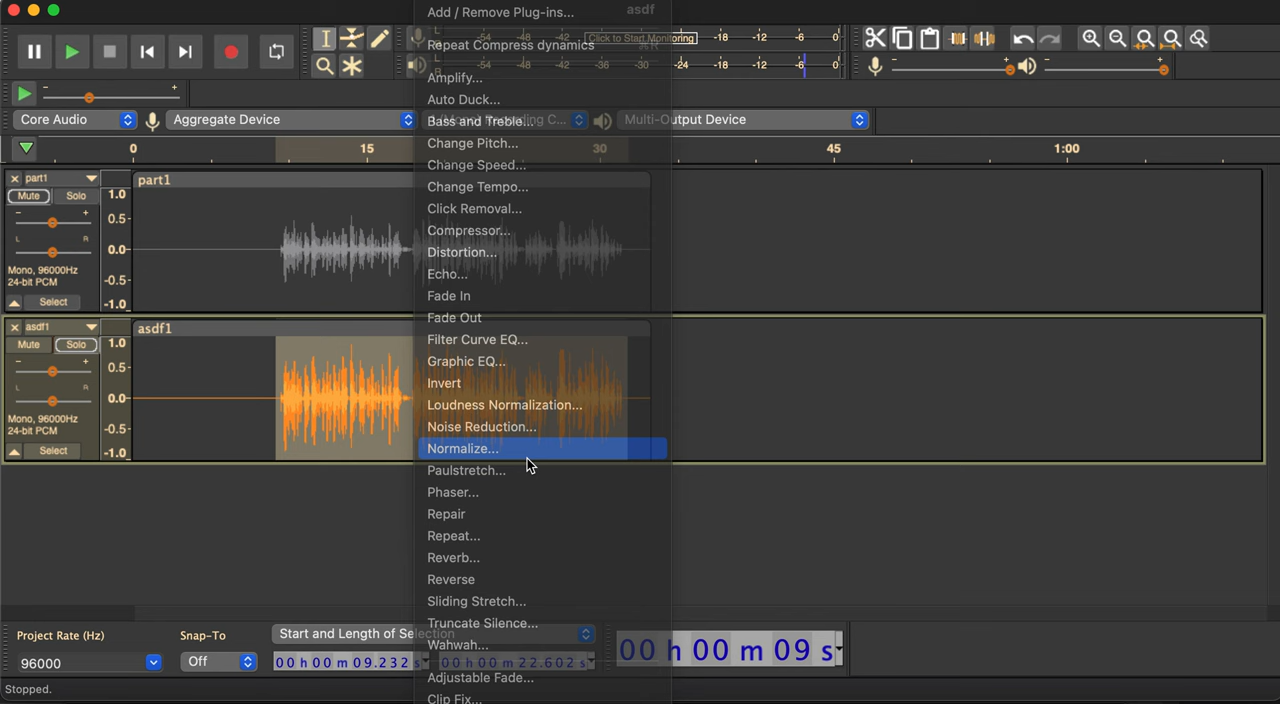 Add / Remove Plug-ins...
asdf
Repeat Compress dynamics
⌘R
Click to Start Monitoring
-54 -48 -42 -18 -12 -6 0
-54 -48 -42 -36 -30 -24 -18 -12 -6 0
L
R
Amplify...
Auto Duck...
Bass and Treble...
Change Pitch...
Change Speed...
Change Tempo...
Click Removal...
Compressor...
Distortion...
Echo...
Fade In
Fade Out
Filter Curve EQ...
Graphic EQ...
Invert
Loudness Normalization...
Noise Reduction...
Normalize...
Paulstretch...
Phaser...
Repair
Repeat...
Reverb...
Reverse
Sliding Stretch...
Truncate Silence...
Wahwah...
Adjustable Fade...
Clip Fix...
Core Audio
Aggregate Device
Recording C...
Multi-Output Device
0 15 30 45 1:00
part1
Mute Solo
- +
L R
Mono, 96000Hz
24-bit PCM
Select
1.0
0.5-
0.0-
-0.5-
-1.0
part1
asdf1
Mute Solo
- +
L R
Mono, 96000Hz
24-bit PCM
Select
1.0
0.5-
0.0-
-0.5-
-1.0
asdf1
Project Rate (Hz)
96000
Snap-To
Off
Start and Length of Selection
00 h 00 m 09.232 s
00 h 00 m 22.602 s
00 h 00 m 09 s
Stopped.